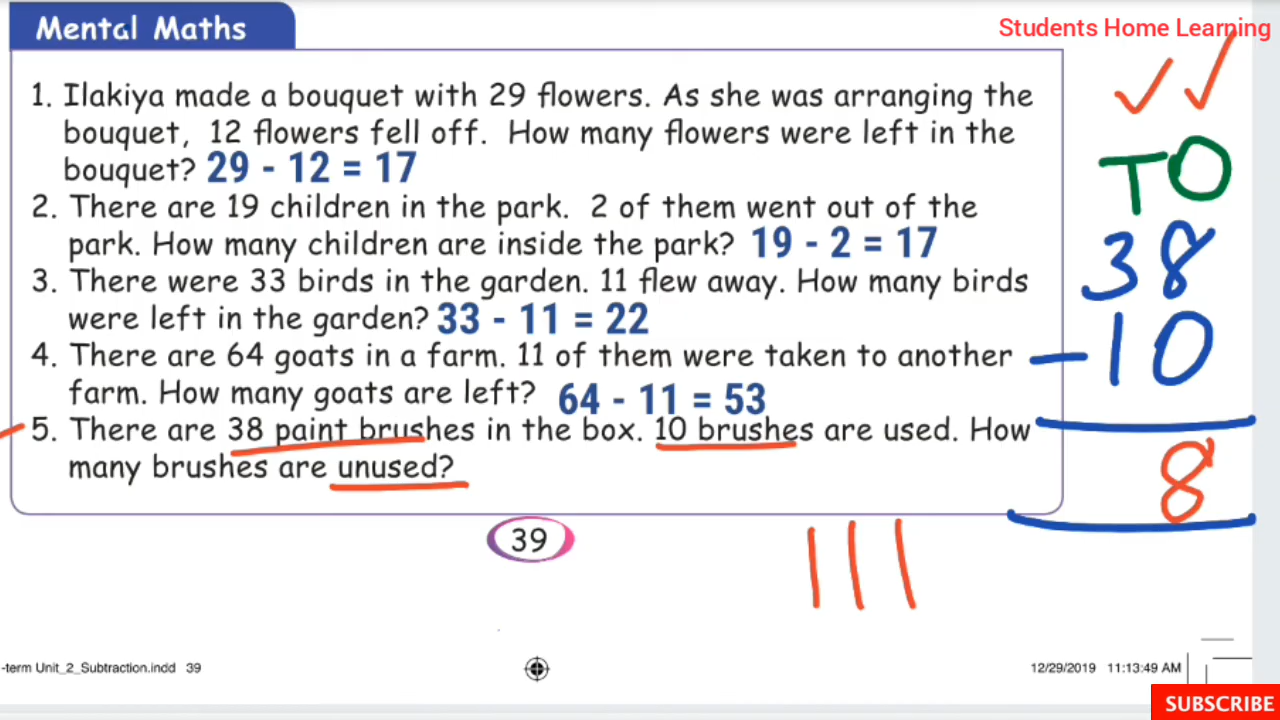 Mental Maths
Students Home Learning
1. Ilakiya made a bouquet with 29 flowers. As she was arranging the
bouquet, 12 flowers fell off. How many flowers were left in the
bouquet? 29 - 12 = 17
2. There are 19 children in the park. 2 of them went out of the
park. How many children are inside the park? 19 - 2 = 17
3. There were 33 birds in the garden. 11 flew away. How many birds
were left in the garden? 33 - 11 = 22
4. There are 64 goats in a farm. 11 of them were taken to another
farm. How many goats are left? 64 - 11 = 53
5. There are 38 paint brushes in the box. 10 brushes are used. How
many brushes are unused?
TO
38
-10
8
39
-term Unit_2_Subtraction.indd 39
12/29/2019 11:13:49 AM
SUBSCRIBE